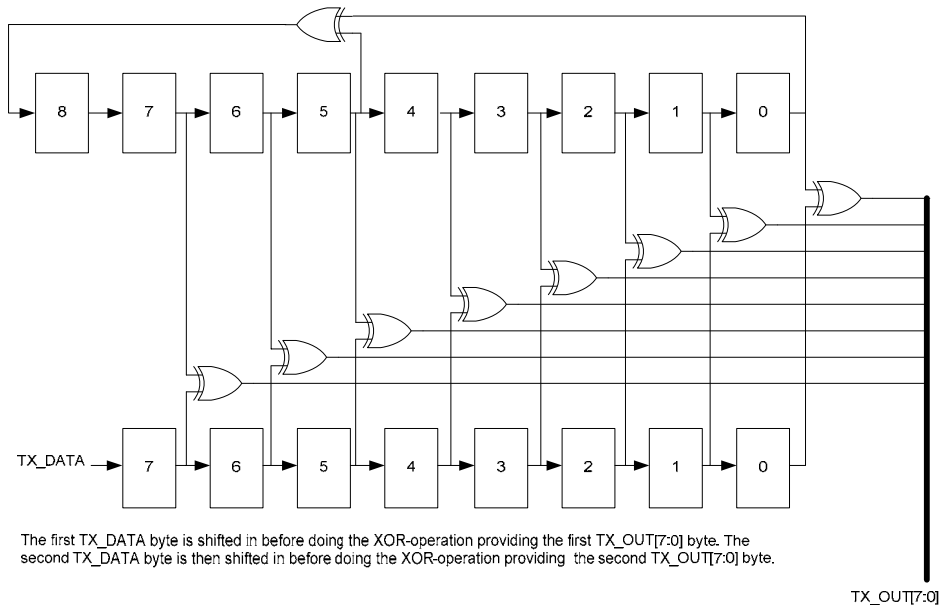 8 7 6 5 4 3 2 1 0
TX_DATA 7 6 5 4 3 2 1 0
The first TX_DATA byte is shifted in before doing the XOR-operation providing the first TX_OUT[7:0] byte. The
second TX_DATA byte is then shifted in before doing the XOR-operation providing the second TX_OUT[7:0] byte.
TX_OUT[7:0]